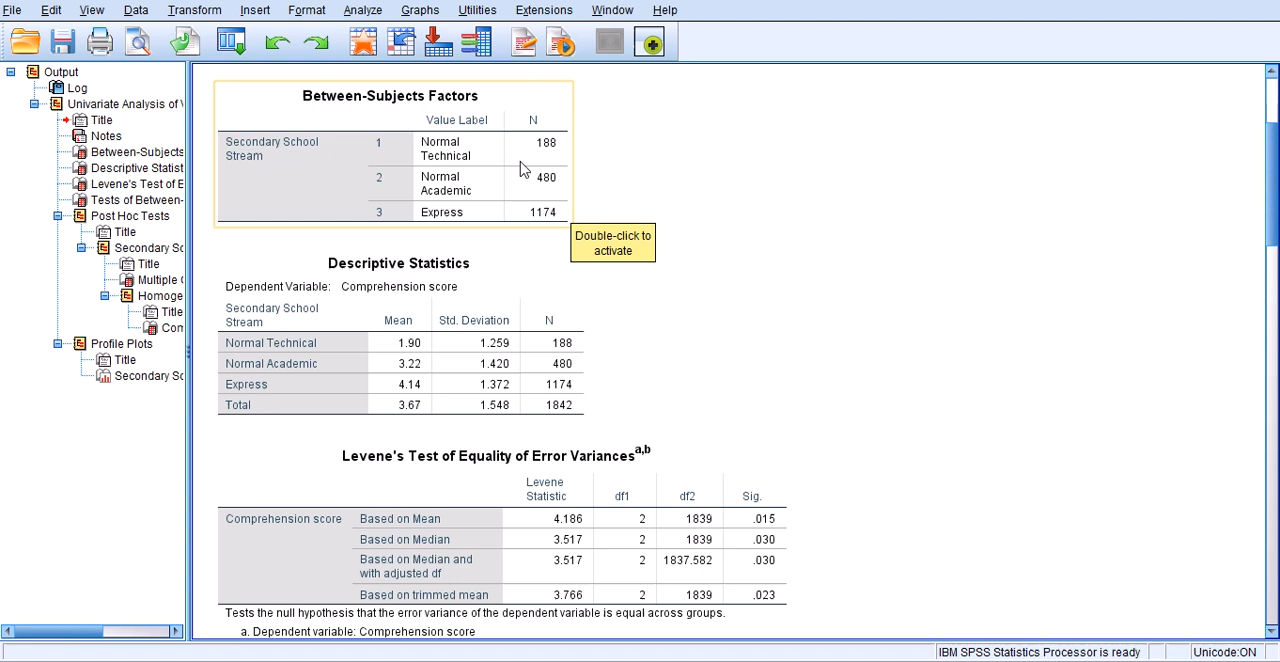 File Edit View Data Transform Insert Format Analyze Graphs Utilities Extensions Window Help
Output
Log
Univariate Analysis of V
Title
Notes
Between-Subjects
Descriptive Statist
Levene's Test of E
Tests of Between-
Post Hoc Tests
Title
Secondary Sc
Title
Multiple C
Homoge
Title
Com
Profile Plots
Title
Secondary Sc
Between-Subjects Factors
Value Label N
Secondary School Stream 1 Normal Technical 188
2 Normal Academic 480
3 Express 1174
Double-click to
activate
Descriptive Statistics
Dependent Variable: Comprehension score
Secondary School
Stream Mean Std. Deviation N
Normal Technical 1.90 1.259 188
Normal Academic 3.22 1.420 480
Express 4.14 1.372 1174
Total 3.67 1.548 1842
Levene's Test of Equality of Error Variances a,b
Levene
Statistic df1 df2 Sig.
Comprehension score Based on Mean 4.186 2 1839 .015
Based on Median 3.517 2 1839 .030
Based on Median and 3.517 2 1837.582 .030
with adjusted df
Based on trimmed mean 3.766 2 1839 .023
Tests the null hypothesis that the error variance of the dependent variable is equal across groups.
a. Dependent variable: Comprehension score
IBM SPSS Statistics Processor is ready Unicode:ON